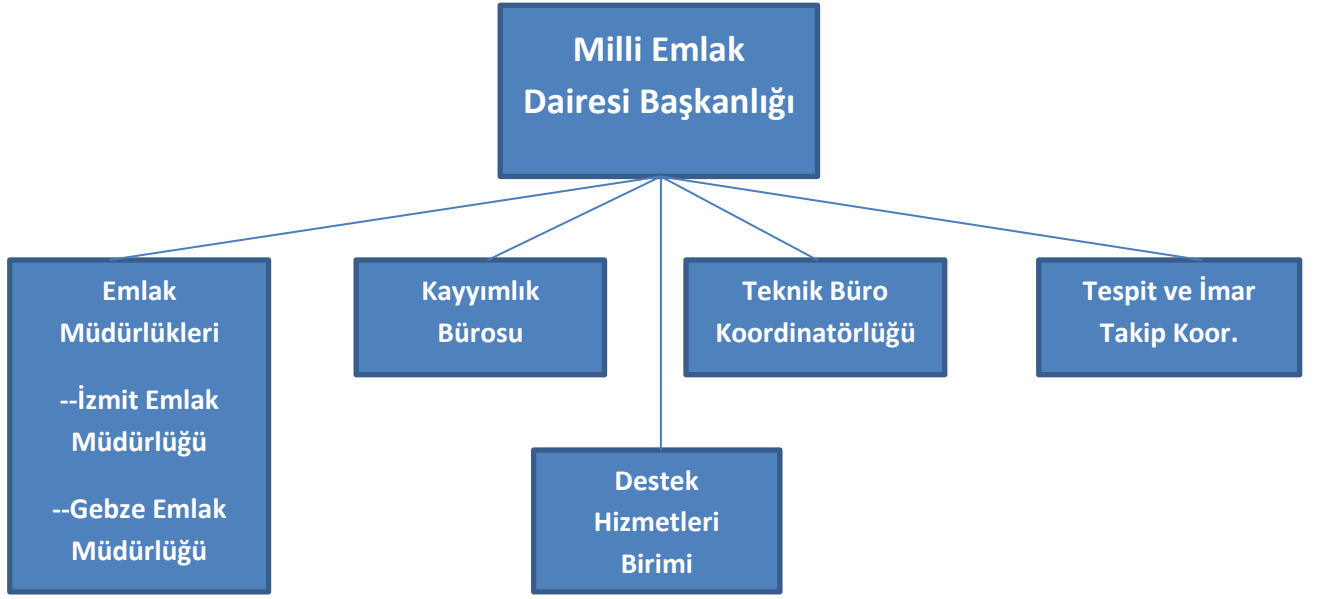 Milli Emlak
Dairesi Başkanlığı
Emlak
Müdürlükleri
--İzmit Emlak
Müdürlüğü
--Gebze Emlak
Müdürlüğü
Kayyımlık
Bürosu
Teknik Büro
Koordinatörlüğü
Tespit ve İmar
Takip Koor.
Destek
Hizmetleri
Birimi